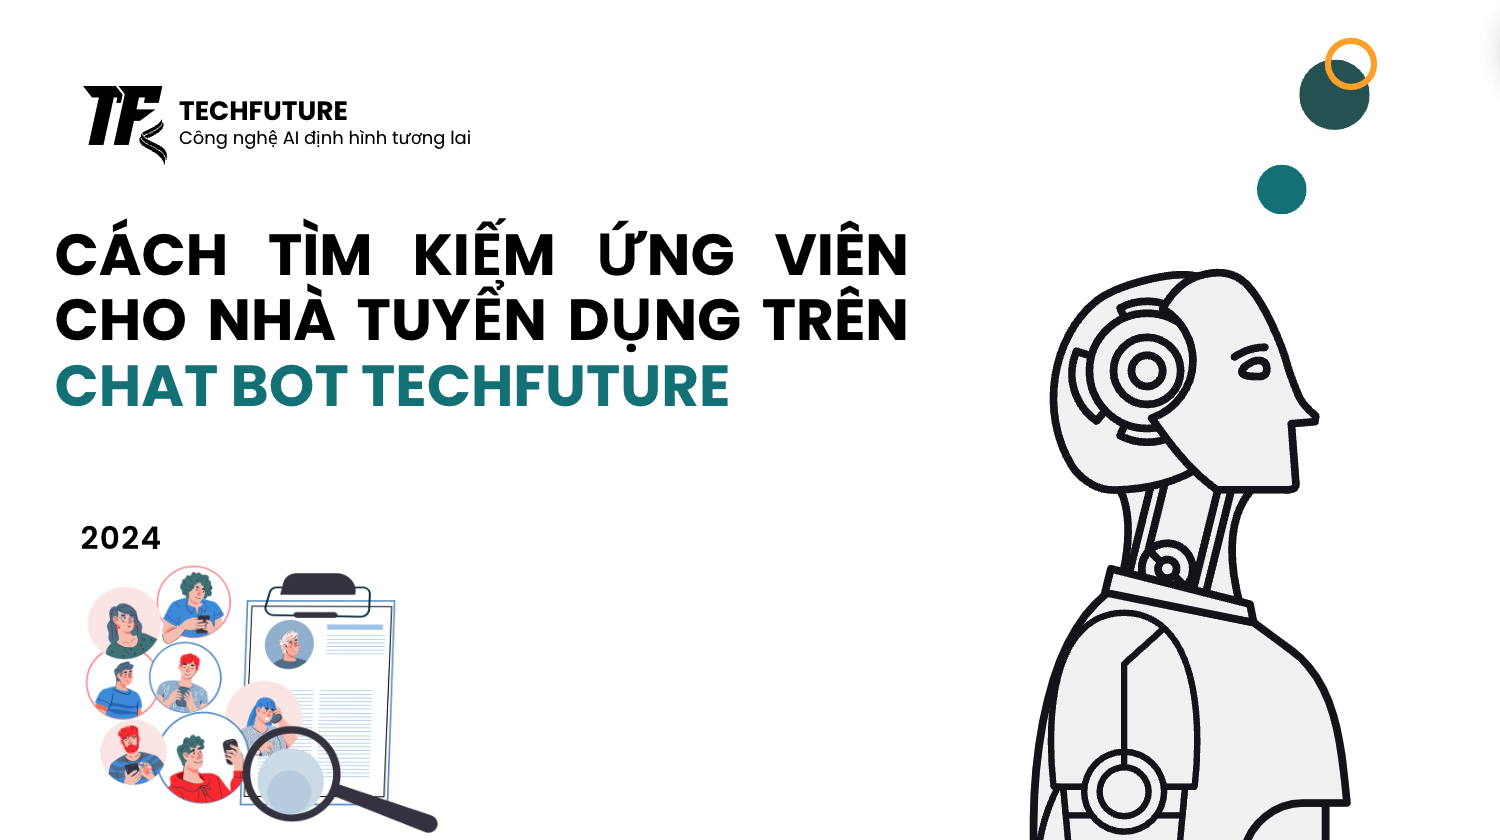 TF
TECHFUTURE
Công nghệ AI định hình tương lai
CÁCH TÌM KIẾM ỨNG VIÊN
CHO NHÀ TUYỂN DỤNG TRÊN
CHAT BOT TECHFUTURE
2024